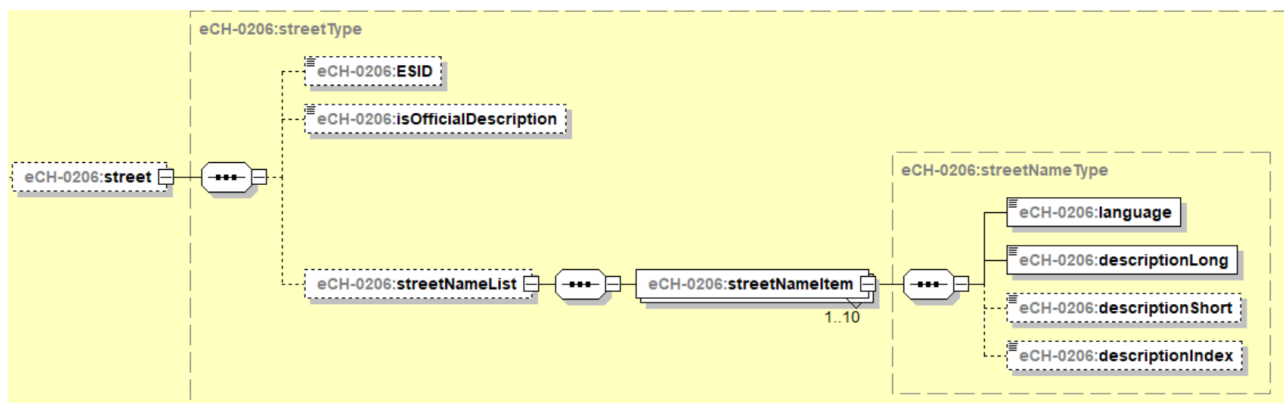 eCH-0206:streetType
eCH-0206:ESID
eCH-0206:isOfficialDescription
eCH-0206:street
eCH-0206:streetNameType
eCH-0206:language
eCH-0206:descriptionLong
eCH-0206:streetNameList
eCH-0206:streetNameItem
1..10
eCH-0206:descriptionShort
eCH-0206:descriptionIndex